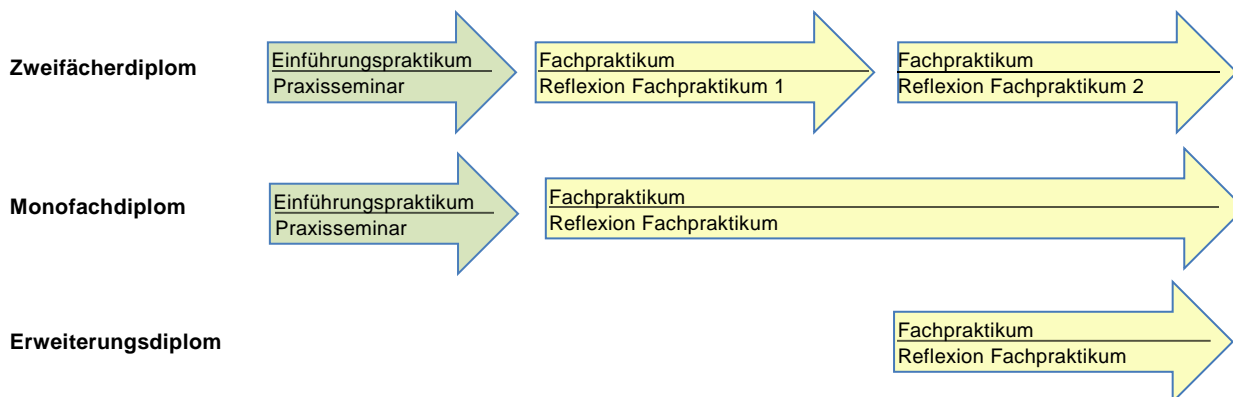 Zweifächerdiplom
Einführungspraktikum
Praxisseminar
Fachpraktikum
Reflexion Fachpraktikum 1
Fachpraktikum
Reflexion Fachpraktikum 2
Monofachdiplom
Einführungspraktikum
Praxisseminar
Fachpraktikum
Reflexion Fachpraktikum
Erweiterungsdiplom
Fachpraktikum
Reflexion Fachpraktikum